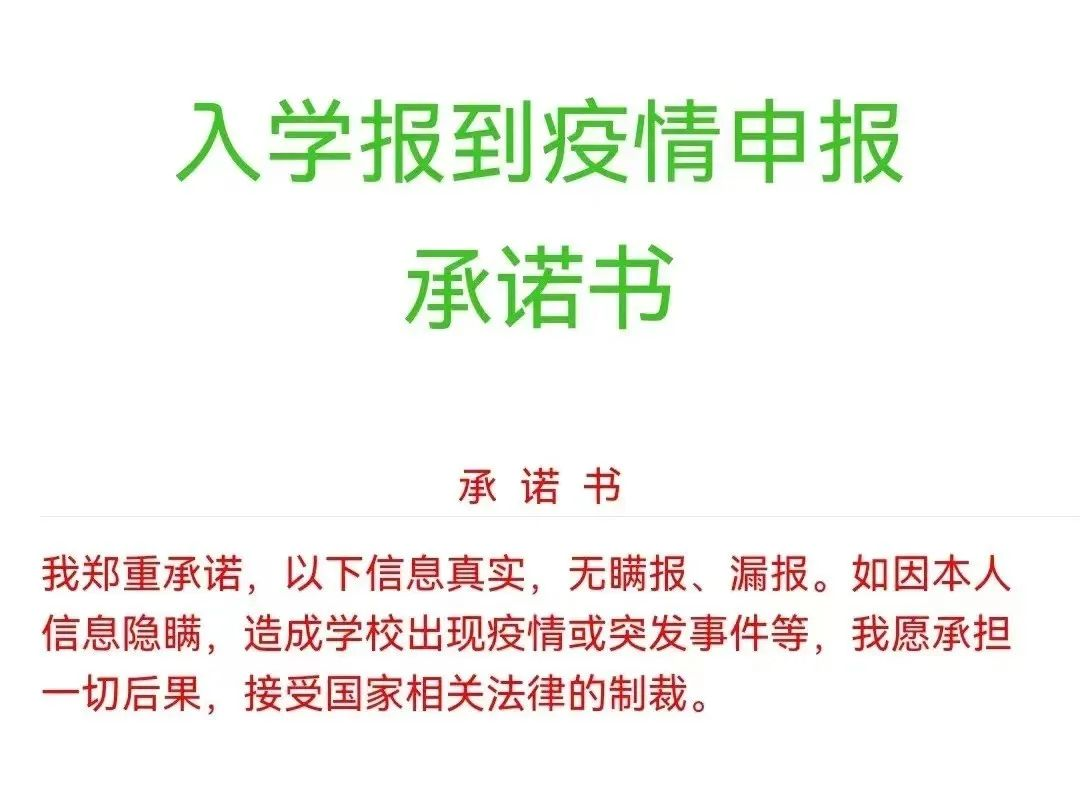 入学报到疫情申报
承诺书
承 诺 书
我郑重承诺，以下信息真实，无瞒报、漏报。如因本人
信息隐瞒，造成学校出现疫情或突发事件等，我愿承担
一切后果，接受国家相关法律的制裁。